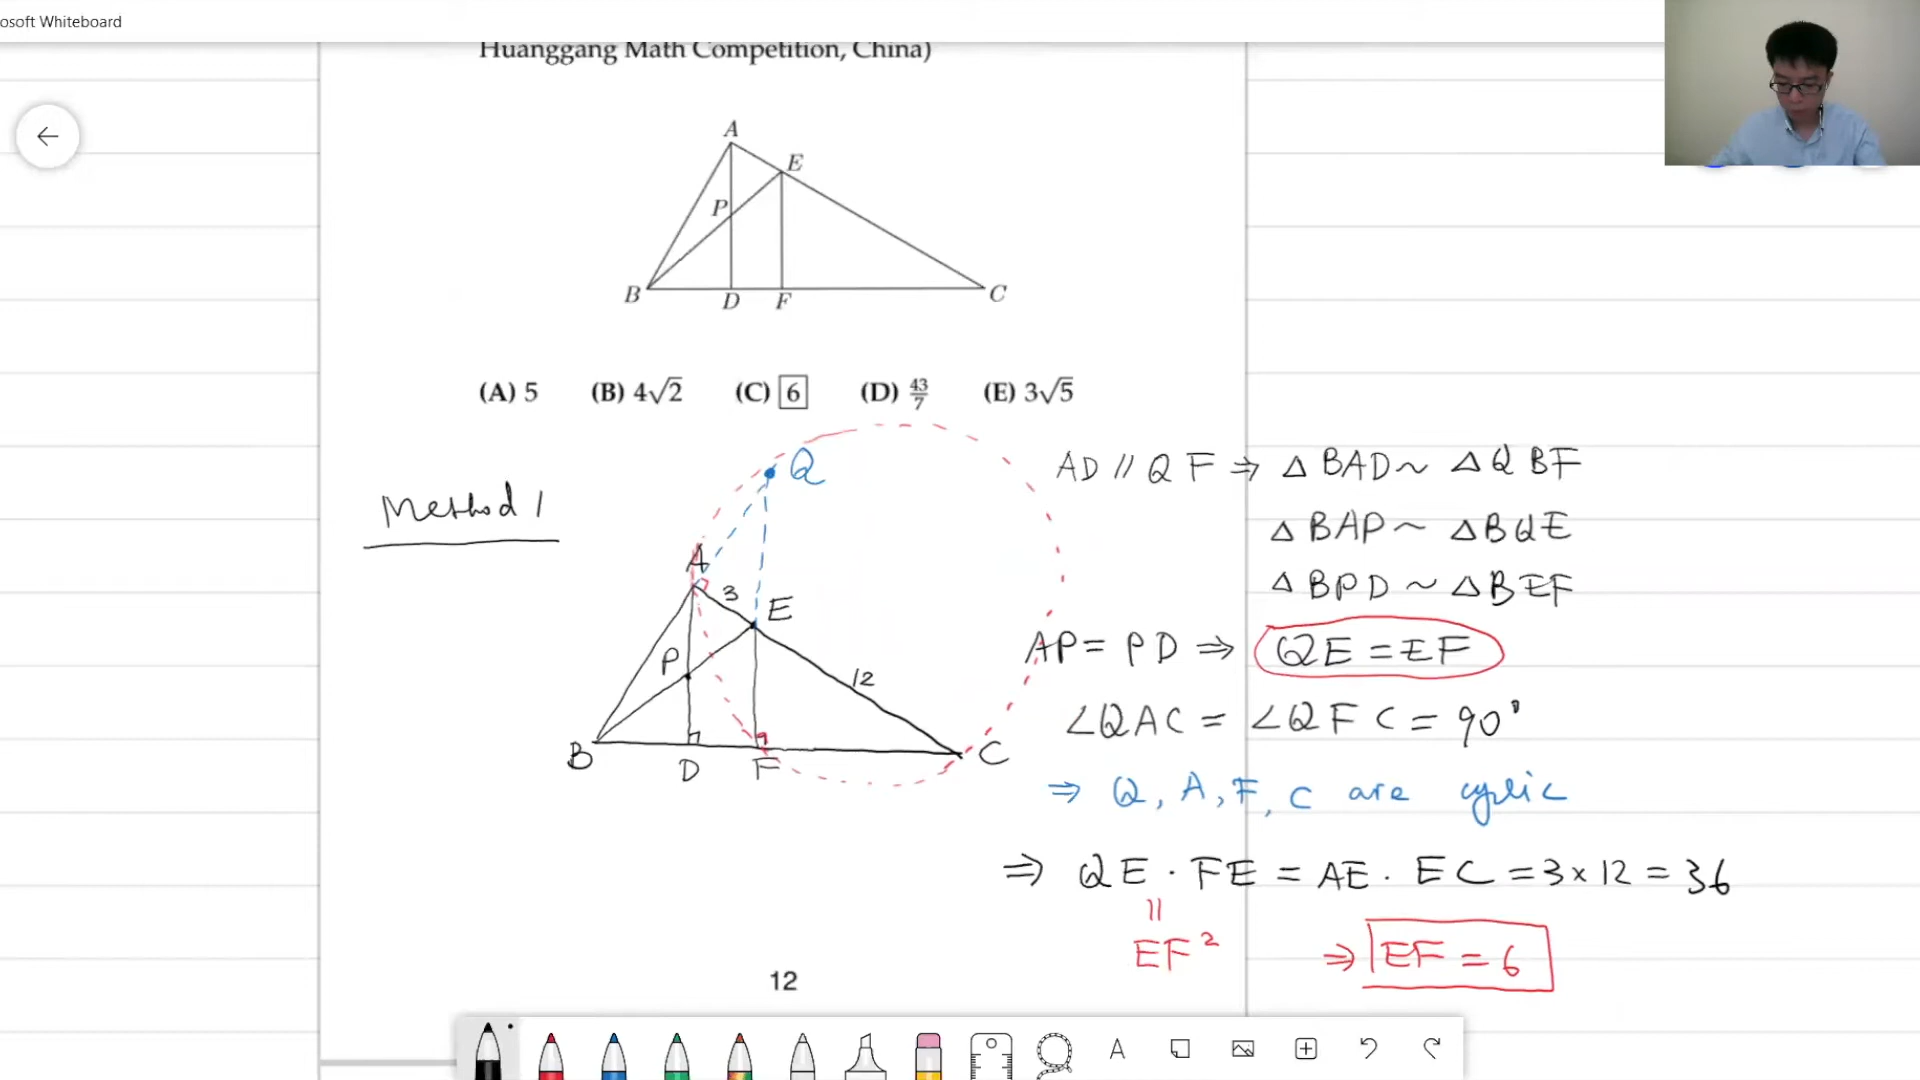 osoft Whiteboard
Huanggang Math Competition, China)
A
E
P
B
D
F
C
(A) 5 (B) 4√2 (C) 6 (D) 43/7 (E) 3√5
Method 1
Q
A
3
E
P
12
B
D
F
C
AD // QF ⇒ △BAD ~ △QBF
△BAP ~ △BQE
△BPD ~ △BEF
AP = PD ⇒ QE = EF
∠QAC = ∠QFC = 90°
⇒ Q, A, F, C are cyclic
⇒ QE · FE = AE · EC = 3 × 12 = 36
||
EF²
⇒ EF = 6
12
A